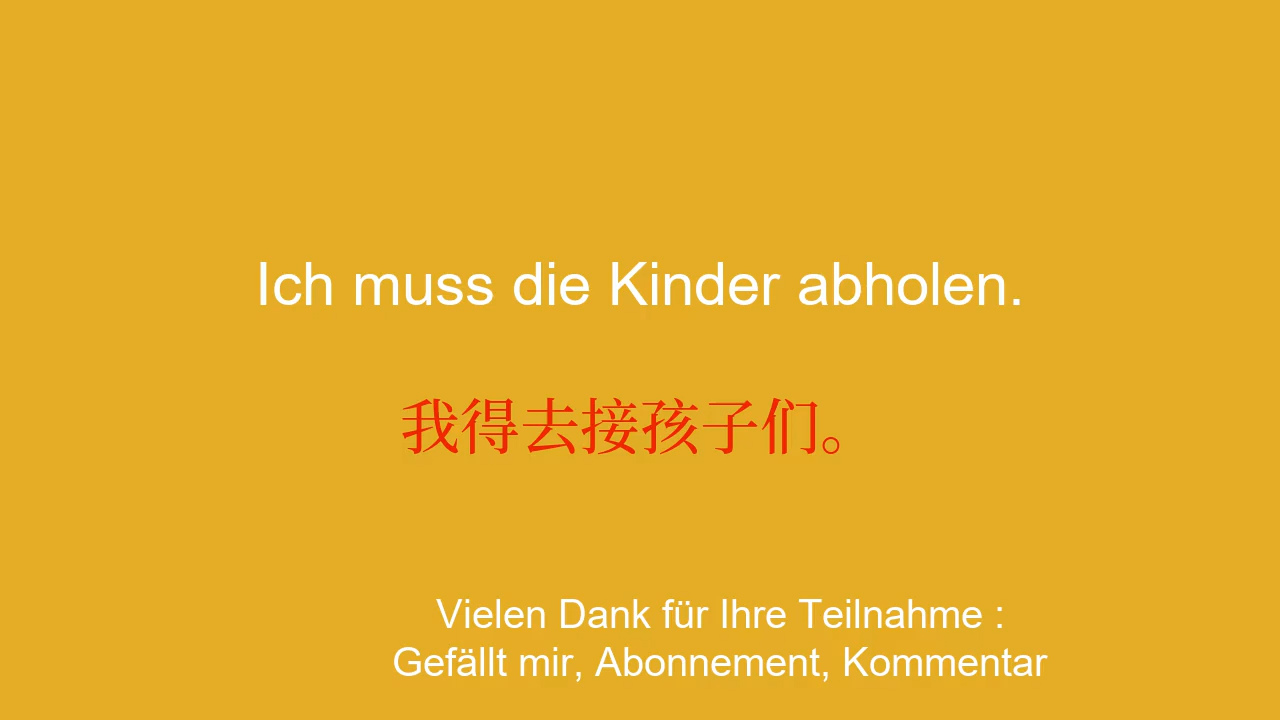 Ich muss die Kinder abholen.
我得去接孩子们。
Vielen Dank für Ihre Teilnahme :
Gefällt mir, Abonnement, Kommentar